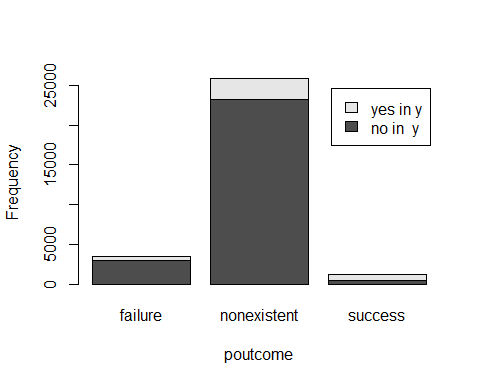 25000
15000
5000
0
Frequency
yes in y
no in y
failure nonexistent success
poutcome